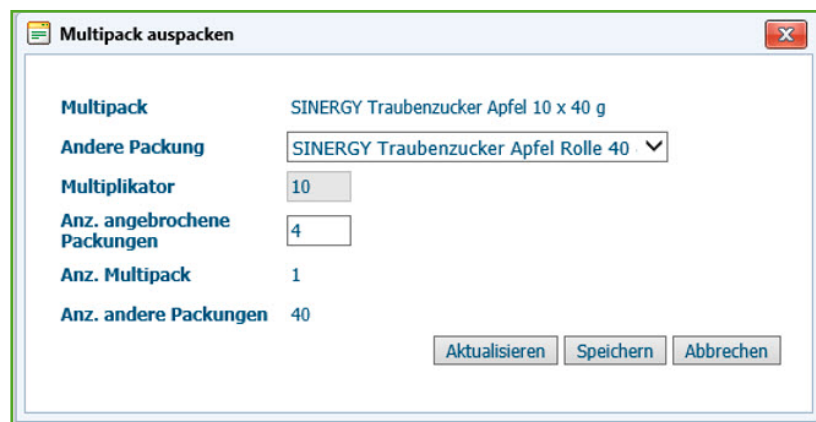 Multipack auspacken
Multipack SINERGY Traubenzucker Apfel 10 x 40 g
Andere Packung SINERGY Traubenzucker Apfel Rolle 40
Multiplikator 10
Anz. angebrochene
Packungen 4
Anz. Multipack 1
Anz. andere Packungen 40
Aktualisieren Speichern Abbrechen